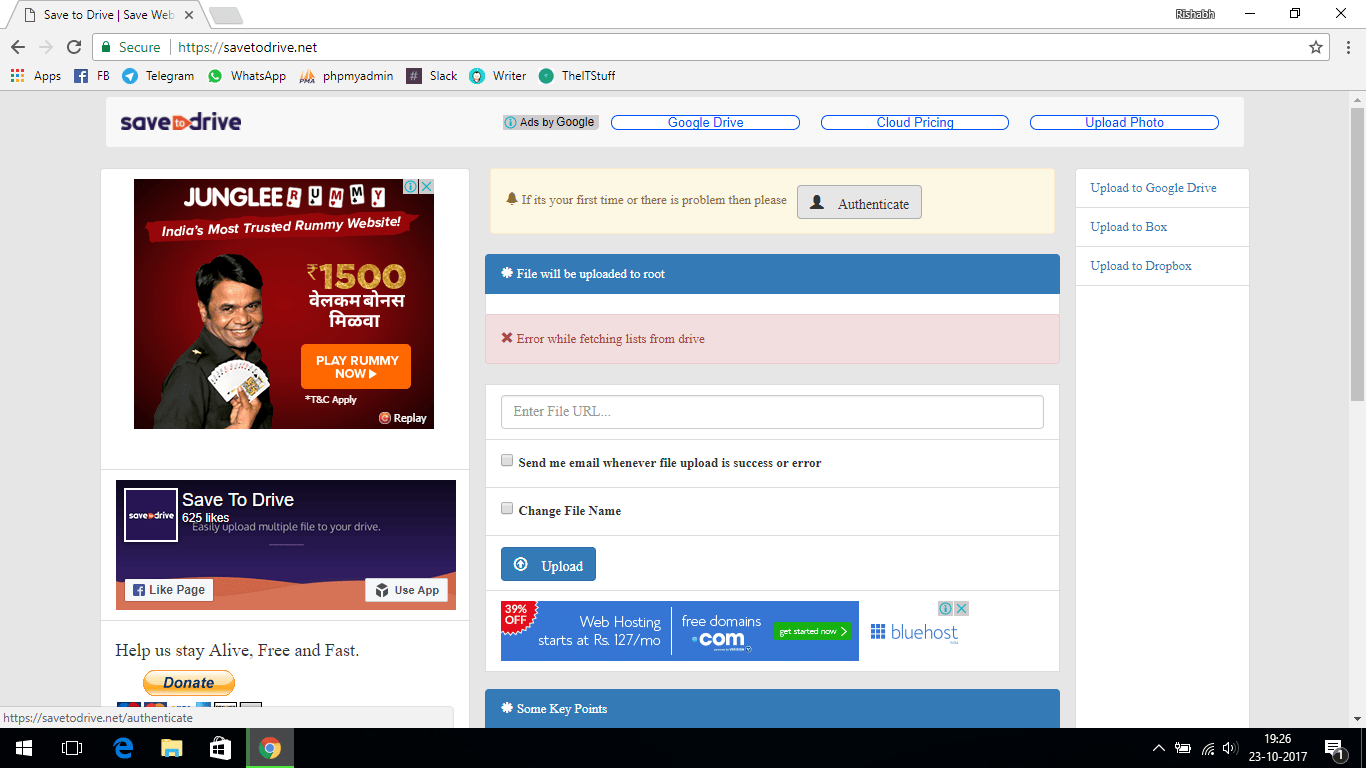 Save to Drive | Save Web
Rishabh
Secure
https://savetodrive.net
Apps
FB
Telegram
WhatsApp
phpmyadmin
Slack
Writer
TheITStuff
save to drive
Ads by Google
Google Drive
Cloud Pricing
Upload Photo
JUNGLEE RUMMY
India's Most Trusted Rummy Website!
₹1500
वेलकम बोनस
मिळवा
PLAY RUMMY
NOW
*T&C Apply
Replay
Save To Drive
625 likes
save to drive
Easily upload multiple file to your drive.
Like Page
Use App
Help us stay Alive, Free and Fast.
Donate
If its your first time or there is problem then please
Authenticate
File will be uploaded to root
Error while fetching lists from drive
Enter File URL...
Send me email whenever file upload is success or error
Change File Name
Upload
39%
OFF
Web Hosting
starts at Rs. 127/mo
free domains
.com
get started now
bluehost
Some Key Points
Upload to Google Drive
Upload to Box
Upload to Dropbox
https://savetodrive.net/authenticate
19:26
23-10-2017
1